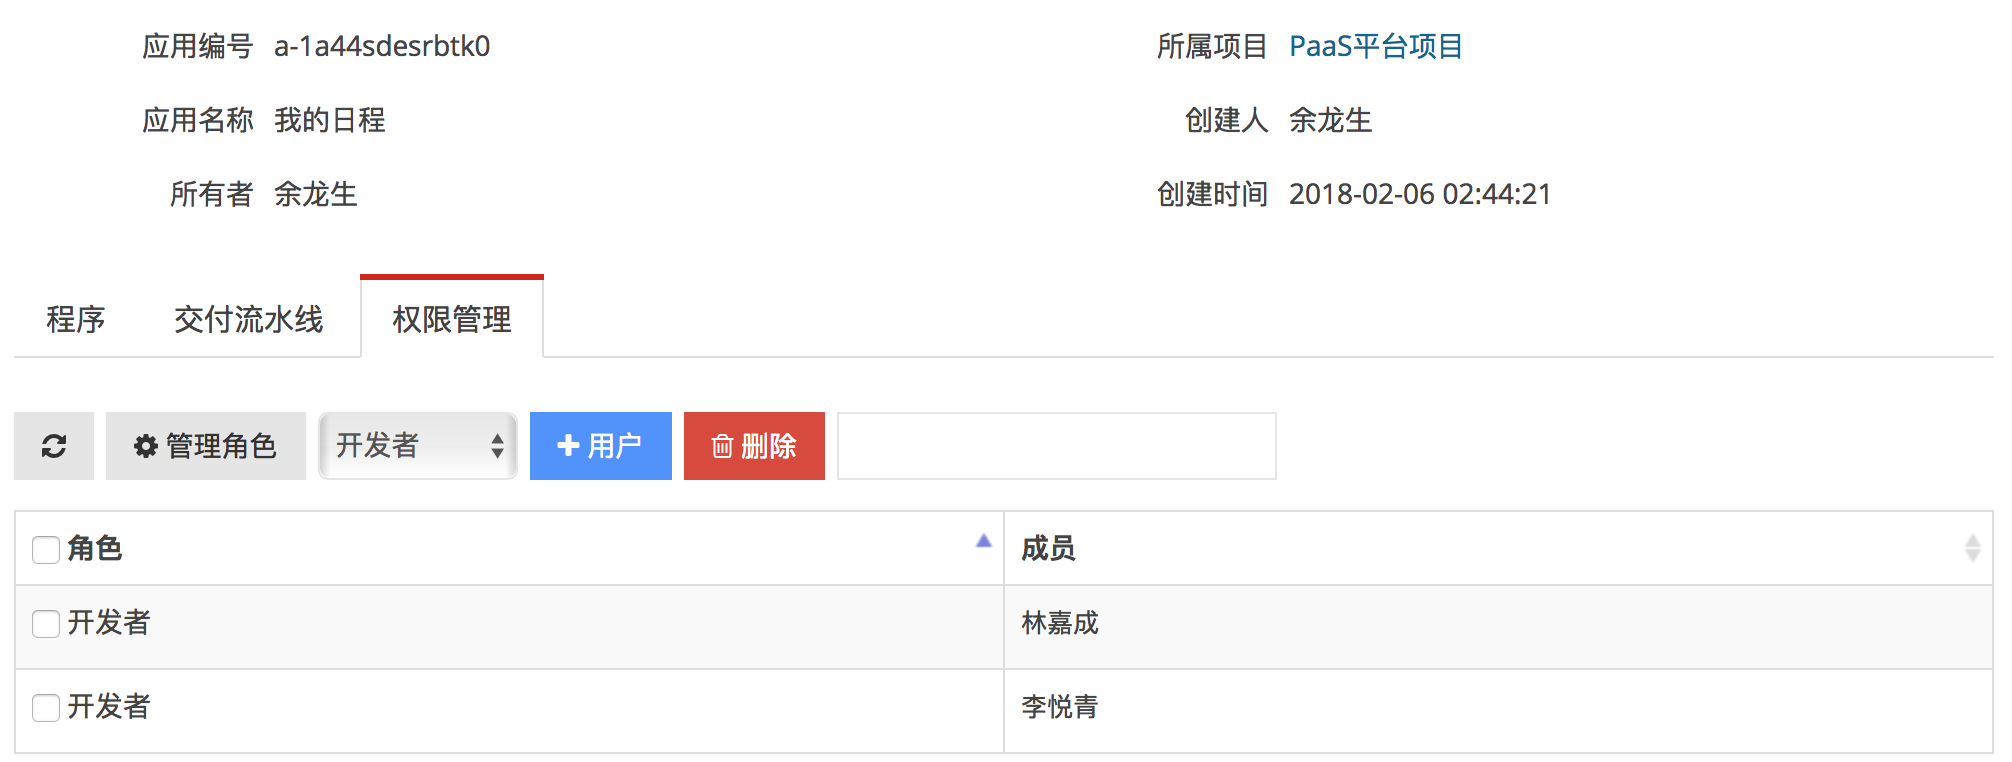 应用编号 a-1a44sdesrbtk0 所属项目 PaaS平台项目
应用名称 我的日程 创建人 余龙生
所有者 余龙生 创建时间 2018-02-06 02:44:21
程序 交付流水线 权限管理
管理角色 开发者 用户 删除
角色 成员
开发者 林嘉成
开发者 李悦青